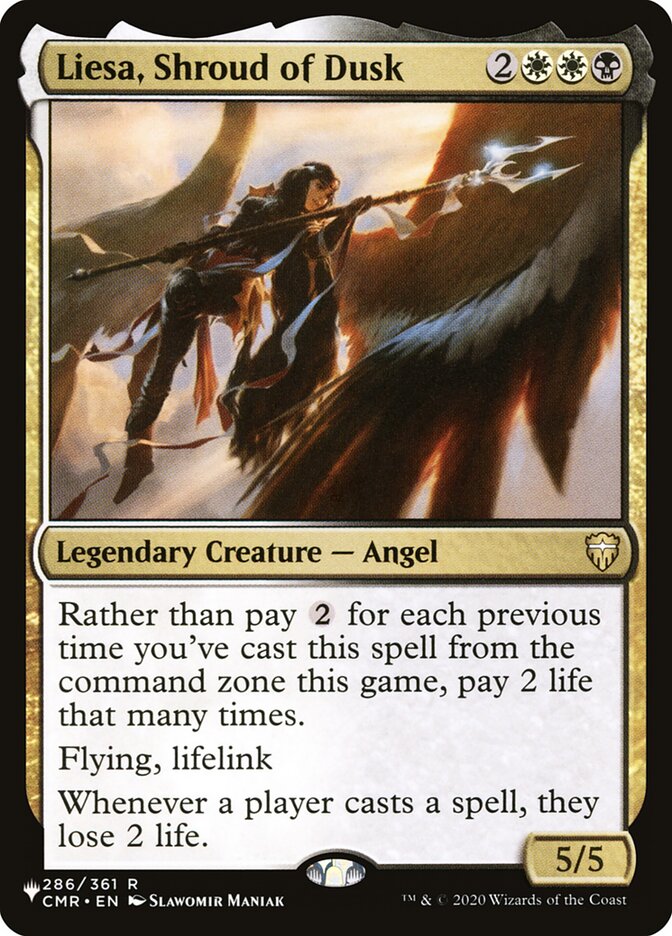 Liesa, Shroud of Dusk 2
Legendary Creature — Angel
Rather than pay 2 for each previous
time you've cast this spell from the
command zone this game, pay 2 life
that many times.
Flying, lifelink
Whenever a player casts a spell, they
lose 2 life.
5/5
286/361 R
CMR • EN Slawomir Maniak
™ & © 2020 Wizards of the Coast